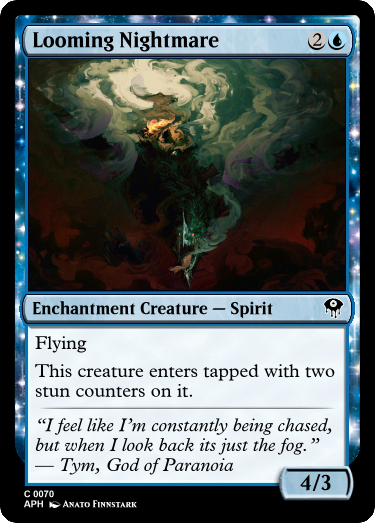 Looming Nightmare 2
Enchantment Creature — Spirit
Flying
This creature enters tapped with two
stun counters on it.
“I feel like I’m constantly being chased,
but when I look back its just the fog.”
— Tym, God of Paranoia
4/3
C 0070
APH Anato Finnstark